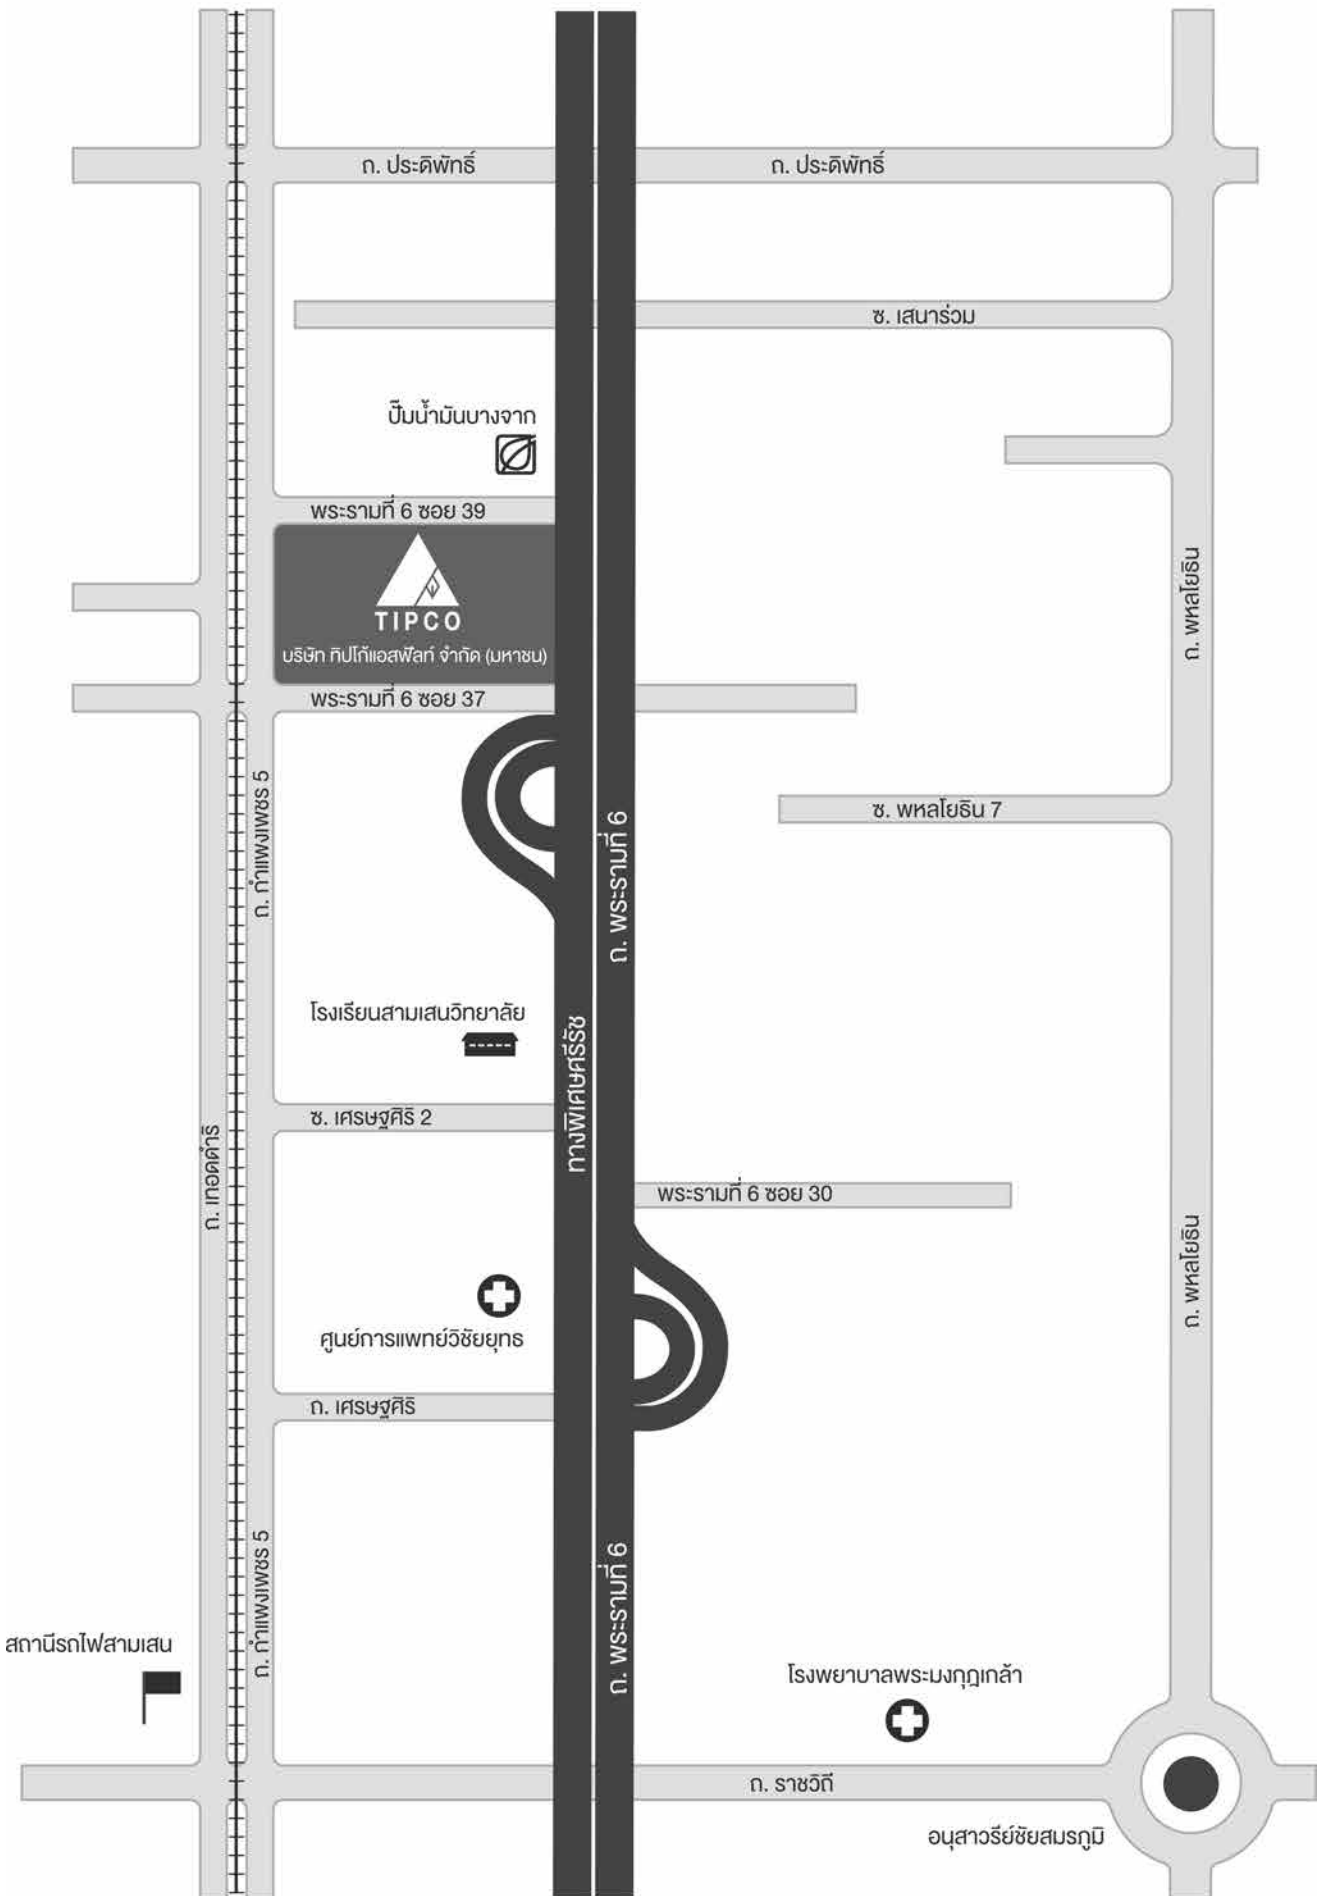 ถ. ประดิพัทธิ์
ถ. ประดิพัทธิ์
ซ. เสนาร่วม
ปั๊มน้ำมันบางจาก
พระรามที่ 6 ซอย 39
TIPCO
บริษัท ทิปโก้แอสฟัลท์ จำกัด (มหาชน)
ถ. พหลโยธิน
พระรามที่ 6 ซอย 37
ถ. กำแพงเพชร 5
ถ. พระรามที่ 6
ซ. พหลโยธิน 7
โรงเรียนสามเสนวิทยาลัย
ทางพิเศษศรีรัช
ซ. เศรษฐศิริ 2
ถ. เทอดดำริ
พระรามที่ 6 ซอย 30
ถ. พหลโยธิน
ศูนย์การแพทย์วิชัยยุทธ
ถ. เศรษฐศิริ
ถ. กำแพงเพชร 5
ถ. พระรามที่ 6
สถานีรถไฟสามเสน
โรงพยาบาลพระมงกุฎเกล้า
ถ. ราชวิถี
อนุสาวรีย์ชัยสมรภูมิ